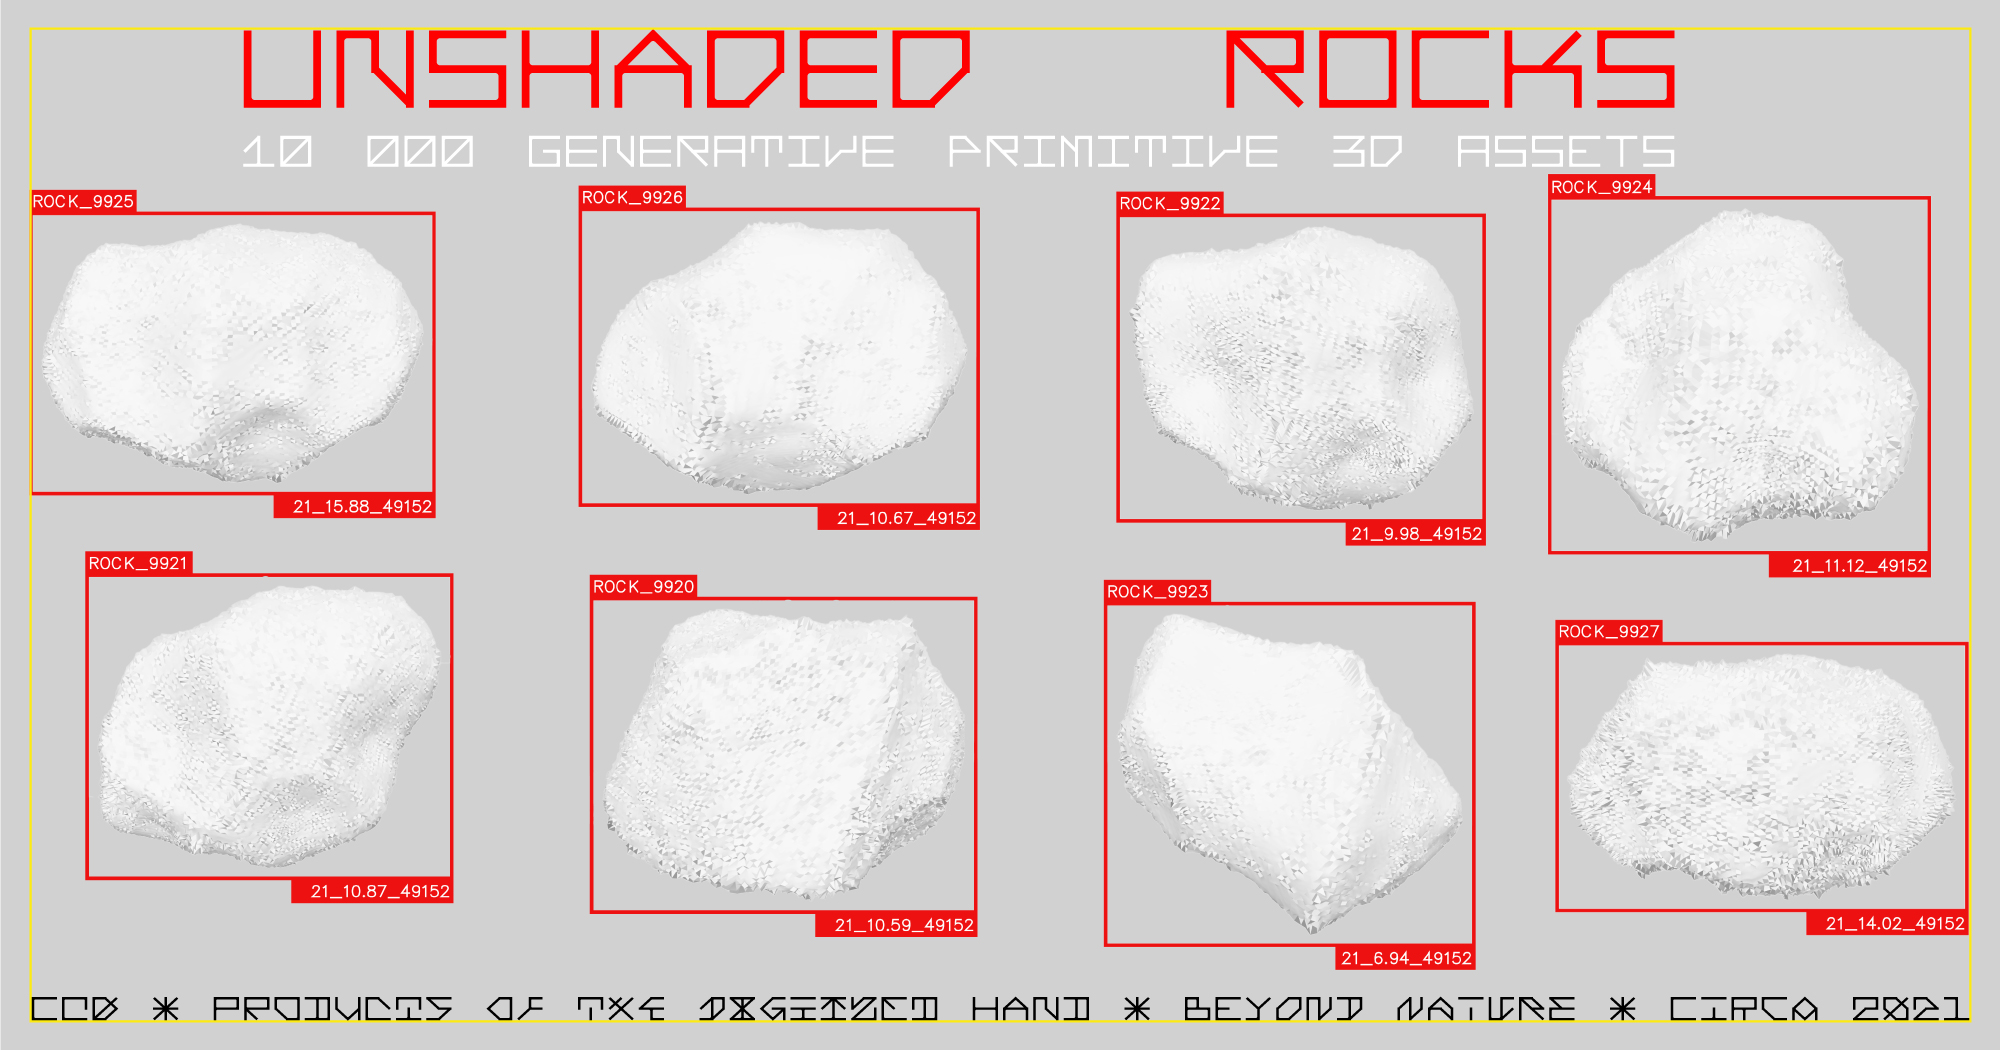 UNSHADED ROCKS
10 000 GENERATIVE PRIMITIVE 3D ASSETS
ROCK_9925
21_15.88_49152
ROCK_9926
21_10.67_49152
ROCK_9922
21_9.98_49152
ROCK_9924
21_11.12_49152
ROCK_9921
21_10.87_49152
ROCK_9920
21_10.59_49152
ROCK_9923
21_6.94_49152
ROCK_9927
21_14.02_49152
CCD * PRODUCTS OF THE DIGITIZED HAND * BEYOND NATURE * CIRCA 2021